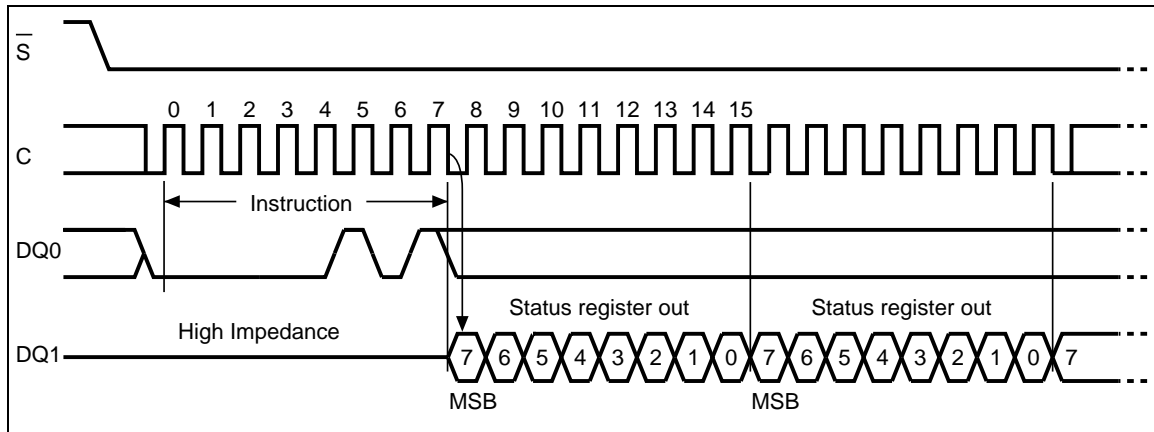 S
0 1 2 3 4 5 6 7 8 9 10 11 12 13 14 15
C
Instruction
DQ0
Status register out Status register out
High Impedance
DQ1 7 6 5 4 3 2 1 0 7 6 5 4 3 2 1 0 7
MSB MSB